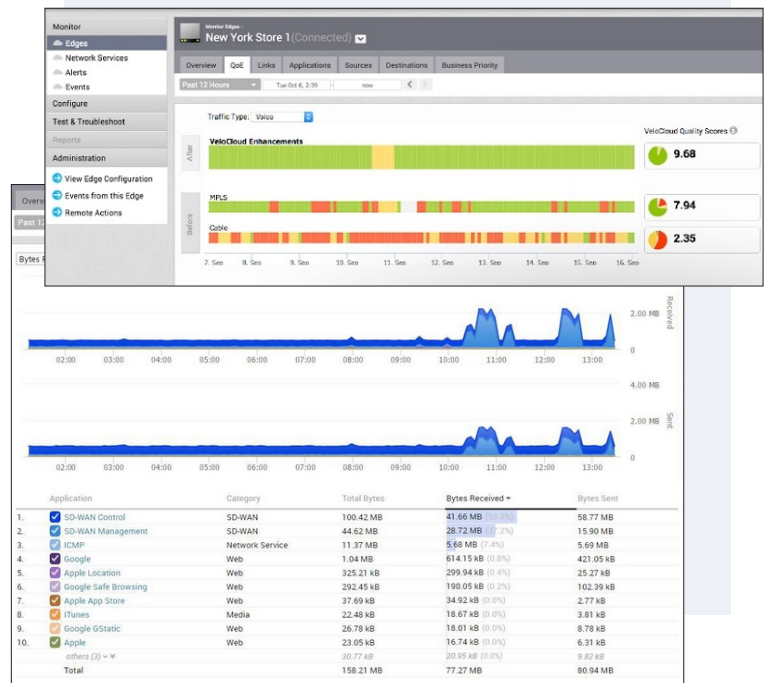 Monitor
Edges
Network Services
Alerts
Events
Configure
Test & Troubleshoot
Reports
Administration
View Edge Configuration
Events from this Edge
Remote Actions
Monitor Edges
New York Store 1 (Connected)
Overview QoE Links Applications Sources Destinations Business Priority
Past 12 Hours Tue Oct 6, 2:39 now
Traffic Type: Voice
VeloCloud Quality Scores
After
VeloCloud Enhancements
9.68
Before
MPLS
7.94
Cable
2.35
7. Sep 8. Sep 9. Sep 10. Sep 11. Sep 12. Sep 13. Sep 14. Sep 15. Sep 16. Sep
Overv
Past 1
Bytes R
Received
2.00 MB
0
02:00 03:00 04:00 05:00 06:00 07:00 08:00 09:00 10:00 11:00 12:00 13:00
4.00 MB
Sent
2.00 MB
0
02:00 03:00 04:00 05:00 06:00 07:00 08:00 09:00 10:00 11:00 12:00 13:00
Application Category Total Bytes Bytes Received Bytes Sent
1. SD-WAN Control SD-WAN 100.42 MB 41.66 MB (53.9%) 58.77 MB
2. SD-WAN Management SD-WAN 44.62 MB 28.72 MB (37.2%) 15.90 MB
3. ICMP Network Service 11.37 MB 5.68 MB (7.4%) 5.69 MB
4. Google Web 1.04 MB 614.15 kB (0.8%) 421.05 kB
5. Apple Location Web 325.21 kB 299.94 kB (0.4%) 25.27 kB
6. Google Safe Browsing Web 292.45 kB 190.05 kB (0.2%) 102.39 kB
7. Apple App Store Web 37.69 kB 34.92 kB (0.0%) 2.77 kB
8. iTunes Media 22.48 kB 18.67 kB (0.0%) 3.81 kB
9. Google GStatic Web 26.78 kB 18.01 kB (0.0%) 8.78 kB
10. Apple Web 23.05 kB 16.74 kB (0.0%) 6.31 kB
others (3) 30.77 kB 20.95 kB (0.0%) 9.82 kB
Total 158.21 MB 77.27 MB 80.94 MB